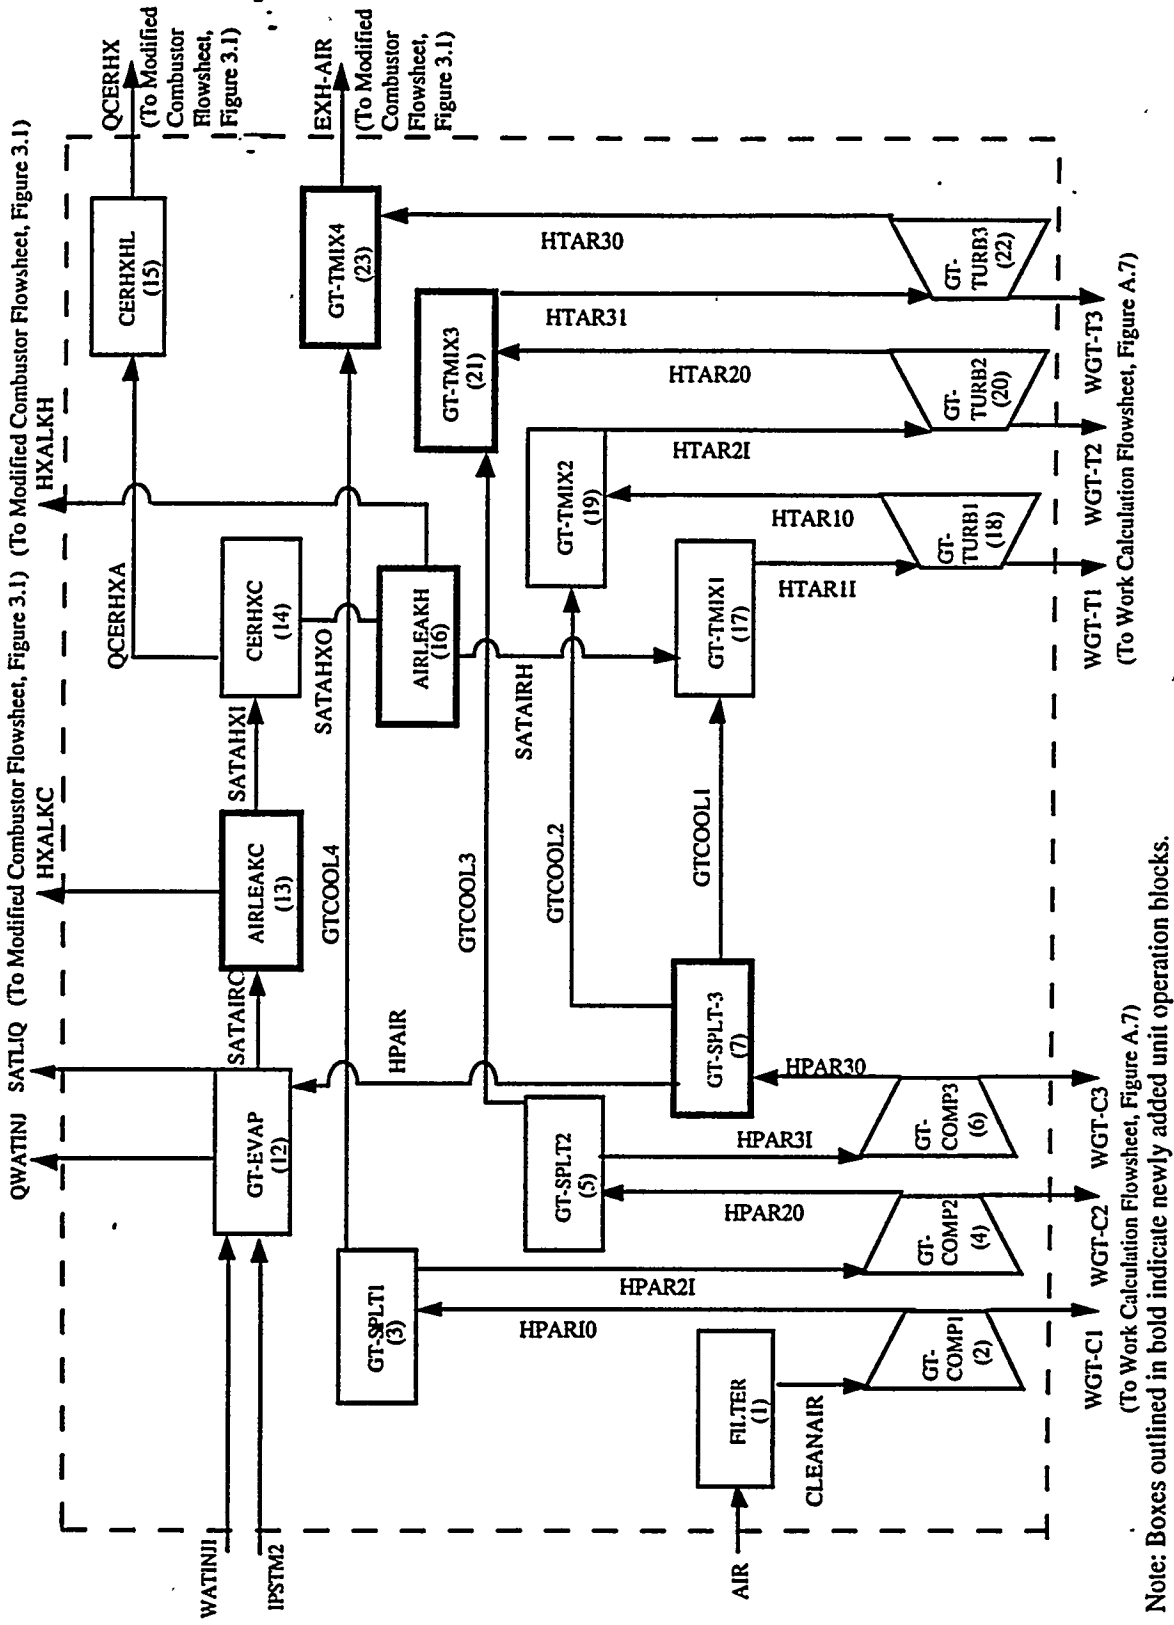 QWATINJ
SATLIQ
(To Modified Combustor Flowsheet, Figure 3.1)
HXALKC
(To Modified Combustor Flowsheet, Figure 3.1)
HXALKH
QCERHX
(To Modified
Combustor
Flowsheet,
Figure 3.1)
EXH-AIR
(To Modified
Combustor
Flowsheet,
Figure 3.1)
WATINJ1
IPSTM2
AIR
GT-EVAP
(12)
SATAIRC
AIRLEAKC
(13)
SATAHXI
CERHXC
(14)
QCERHXA
CERHXHL
(15)
SATAHXO
AIRLEAKH
(16)
SATAIRH
GT-TMIX4
(23)
GT-SPLT1
(3)
GTCOOL4
HPAIR
GTCOOL3
GT-TMIX3
(21)
HTAR31
HTAR30
GT-SPLT2
(5)
GTCOOL2
GT-TMIX2
(19)
HTAR2I
HTAR20
FILTER
(1)
CLEANAIR
HPAR10
HPAR2I
HPAR20
HPAR3I
HPAR30
GT-SPLT-3
(7)
GTCOOL1
GT-TMIX1
(17)
HTAR1I
HTAR10
GT-
COMP1
(2)
GT-
COMP2
(4)
GT-
COMP3
(6)
GT-
TURB1
(18)
GT-
TURB2
(20)
GT-
TURB3
(22)
WGT-C1
WGT-C2
WGT-C3
(To Work Calculation Flowsheet, Figure A.7)
WGT-T1
WGT-T2
WGT-T3
(To Work Calculation Flowsheet, Figure A.7)
Note: Boxes outlined in bold indicate newly added unit operation blocks.